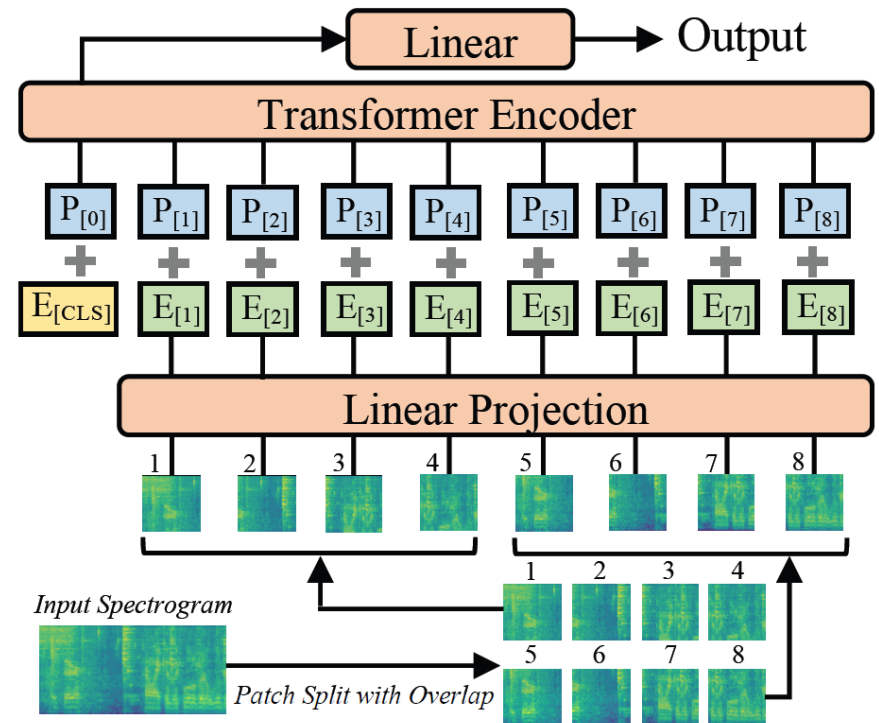 Linear Output
Transformer Encoder
P[0] P[1] P[2] P[3] P[4] P[5] P[6] P[7] P[8]
E[CLS] E[1] E[2] E[3] E[4] E[5] E[6] E[7] E[8]
Linear Projection
1 2 3 4 5 6 7 8
1 2 3 4
Input Spectrogram
5 6 7 8
Patch Split with Overlap